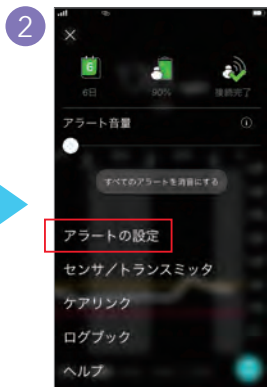 2
×
6
6日 90% 接続完了
アラート音量
すべてのアラートを消音にする
アラートの設定
センサ／トランスミッタ
ケアリンク
ログブック
ヘルプ